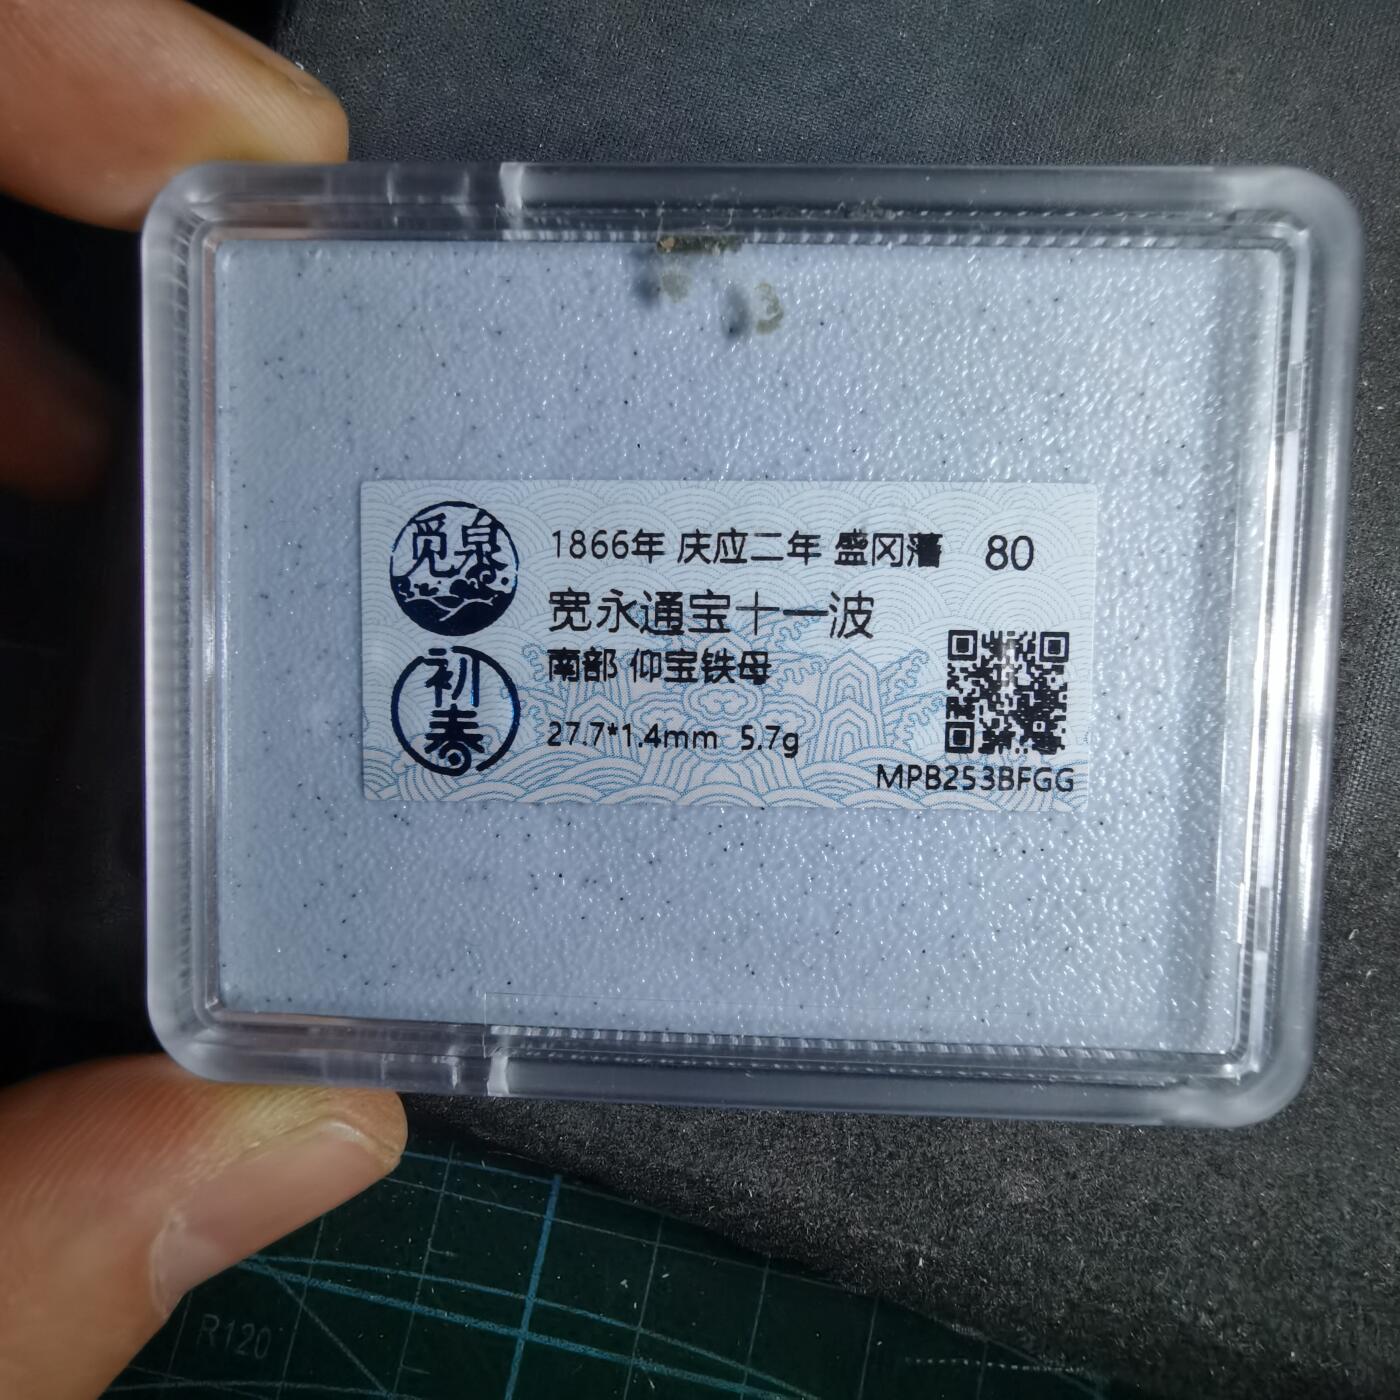 觅泉
1866年 庆应二年 盛冈藩 80
宽永通宝十一波
初春
南部 仰宝铁母
27.7*1.4mm 5.7g
MPB253BFGG
R120